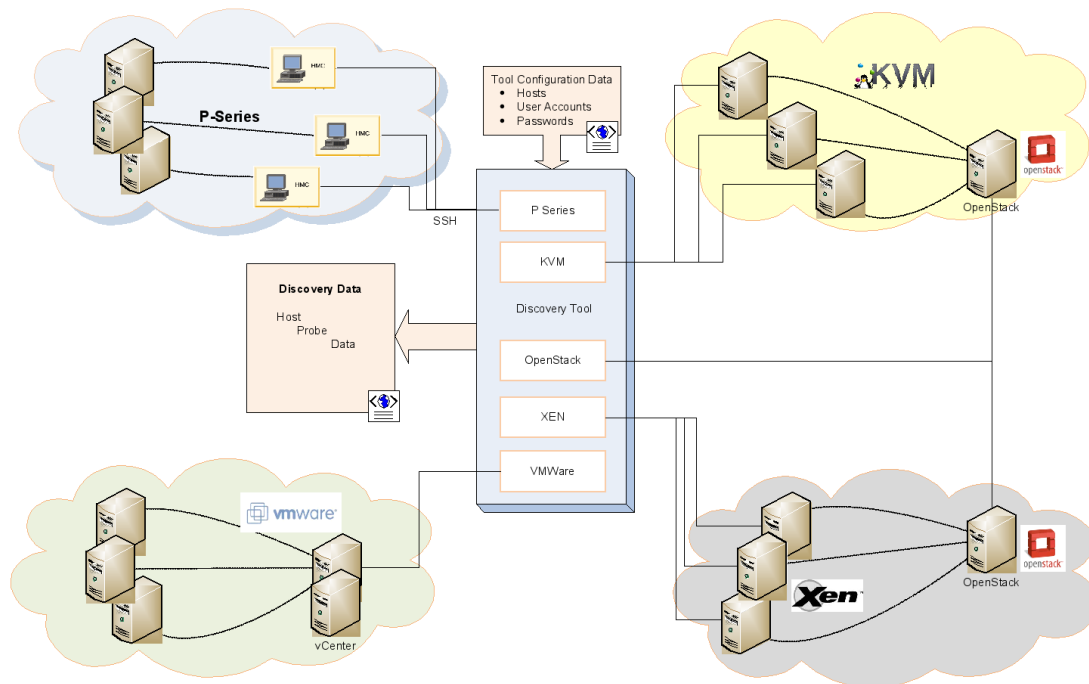 HMC
P-Series
HMC
HMC
SSH
Tool Configuration Data
Hosts
User Accounts
Passwords
KVM
openstack
OpenStack
P Series
KVM
Discovery Tool
OpenStack
XEN
VMWare
Discovery Data
Host
Probe
Data
vmware
vCenter
Xen
openstack
OpenStack